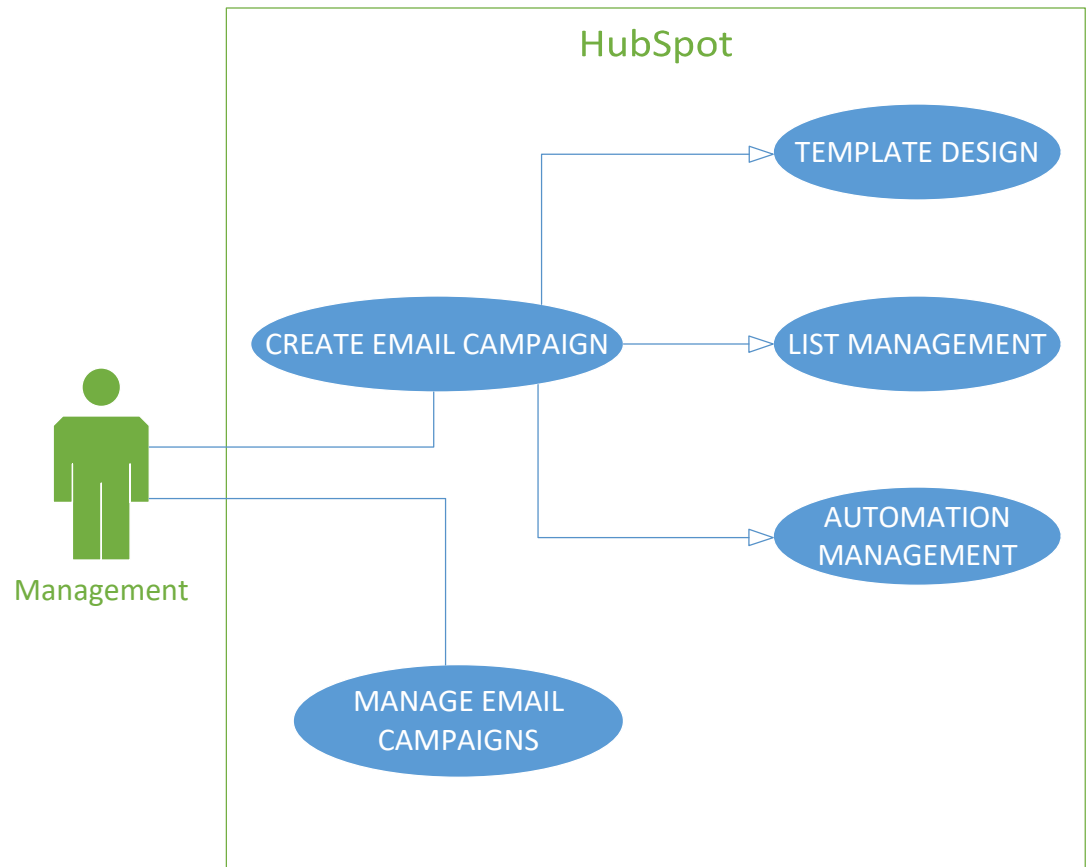 HubSpot
TEMPLATE DESIGN
CREATE EMAIL CAMPAIGN
LIST MANAGEMENT
AUTOMATION
MANAGEMENT
Management
MANAGE EMAIL
CAMPAIGNS